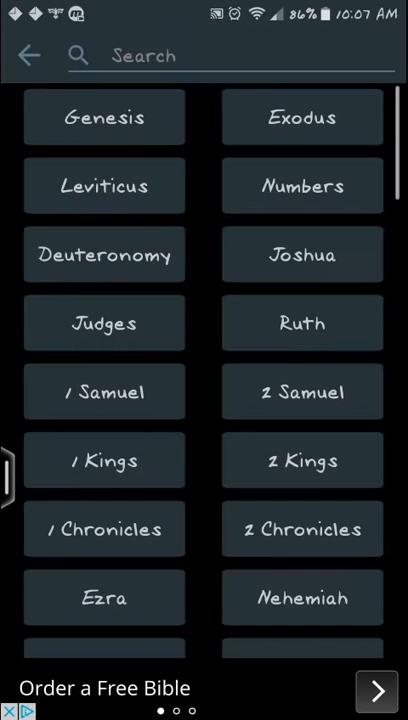 86% 10:07 AM
Search
Genesis Exodus
Leviticus Numbers
Deuteronomy Joshua
Judges Ruth
1 Samuel 2 Samuel
1 Kings 2 Kings
1 Chronicles 2 Chronicles
Ezra Nehemiah
Order a Free Bible